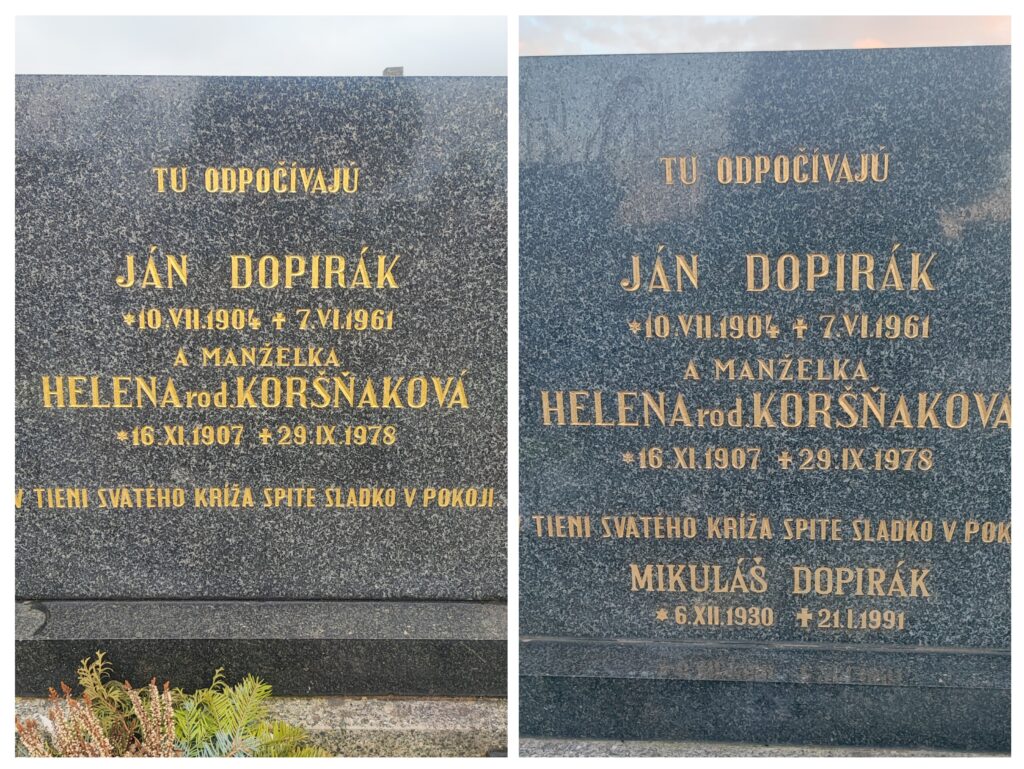 TU ODPOČÍVAJÚ
JÁN DOPIRÁK
*10.VII.1904 ✝ 7.VI.1961
A MANŽELKA
HELENA rod. KORŠŇAKOVÁ
*16.XI.1907 ✝29.IX.1978
V TIENI SVÄTÉHO KRÍŽA SPITE SLADKO V POKOJI.
TU ODPOČÍVAJÚ
JÁN DOPIRÁK
*10.VII.1904 ✝ 7.VI.1961
A MANŽELKA
HELENA rod. KORŠŇAKOVÁ
*16.XI.1907 ✝29.IX.1978
TIENI SVÄTÉHO KRÍŽA SPITE SLADKO V POK
MIKULÁŠ DOPIRÁK
* 6.XII.1930 ✝21.I.1991